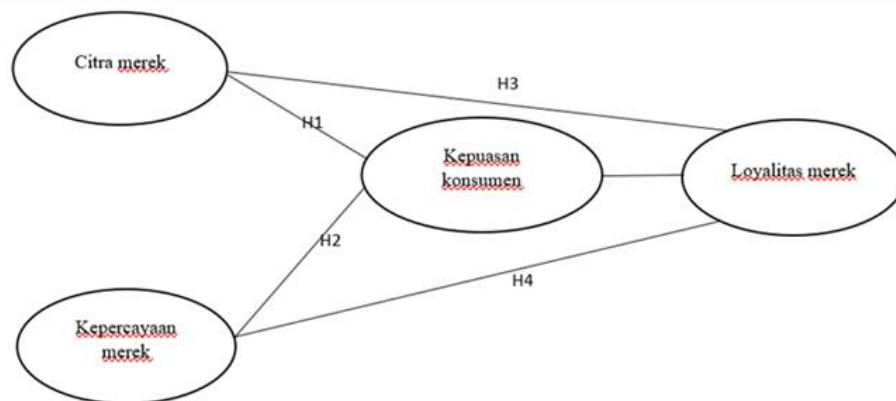 Citra merek
H3
H1
Kepuasan
konsumen
Loyalitas merek
H2
H4
Kepercayaan
merek